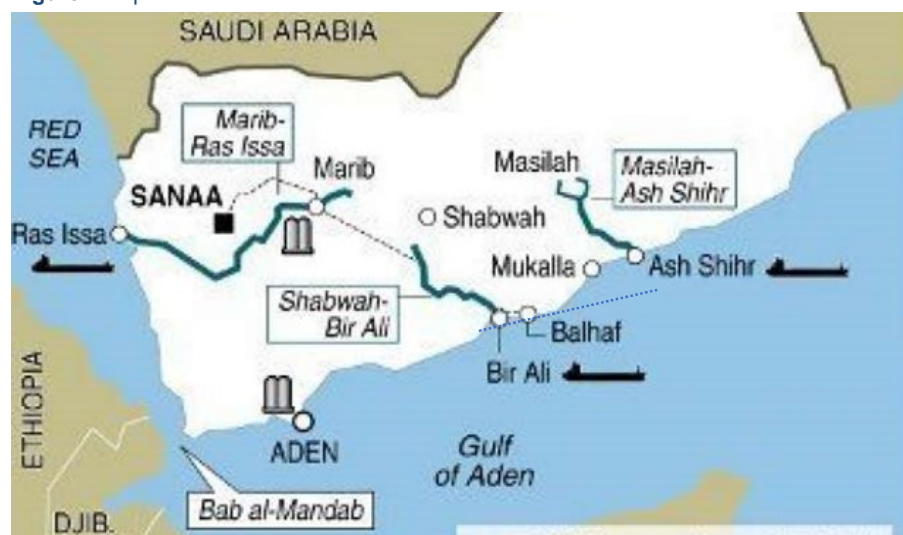 SAUDI ARABIA
RED
SEA
Marib-
Ras Issa
Marib
Masilah
Masilah-
Ash Shihr
SANAA
Shabwah
Ras Issa
Mukalla
Ash Shihr
Shabwah-
Bir Ali
Balhaf
Bir Ali
ETHIOPIA
ADEN
Gulf
of Aden
Bab al-Mandab
DJIB.